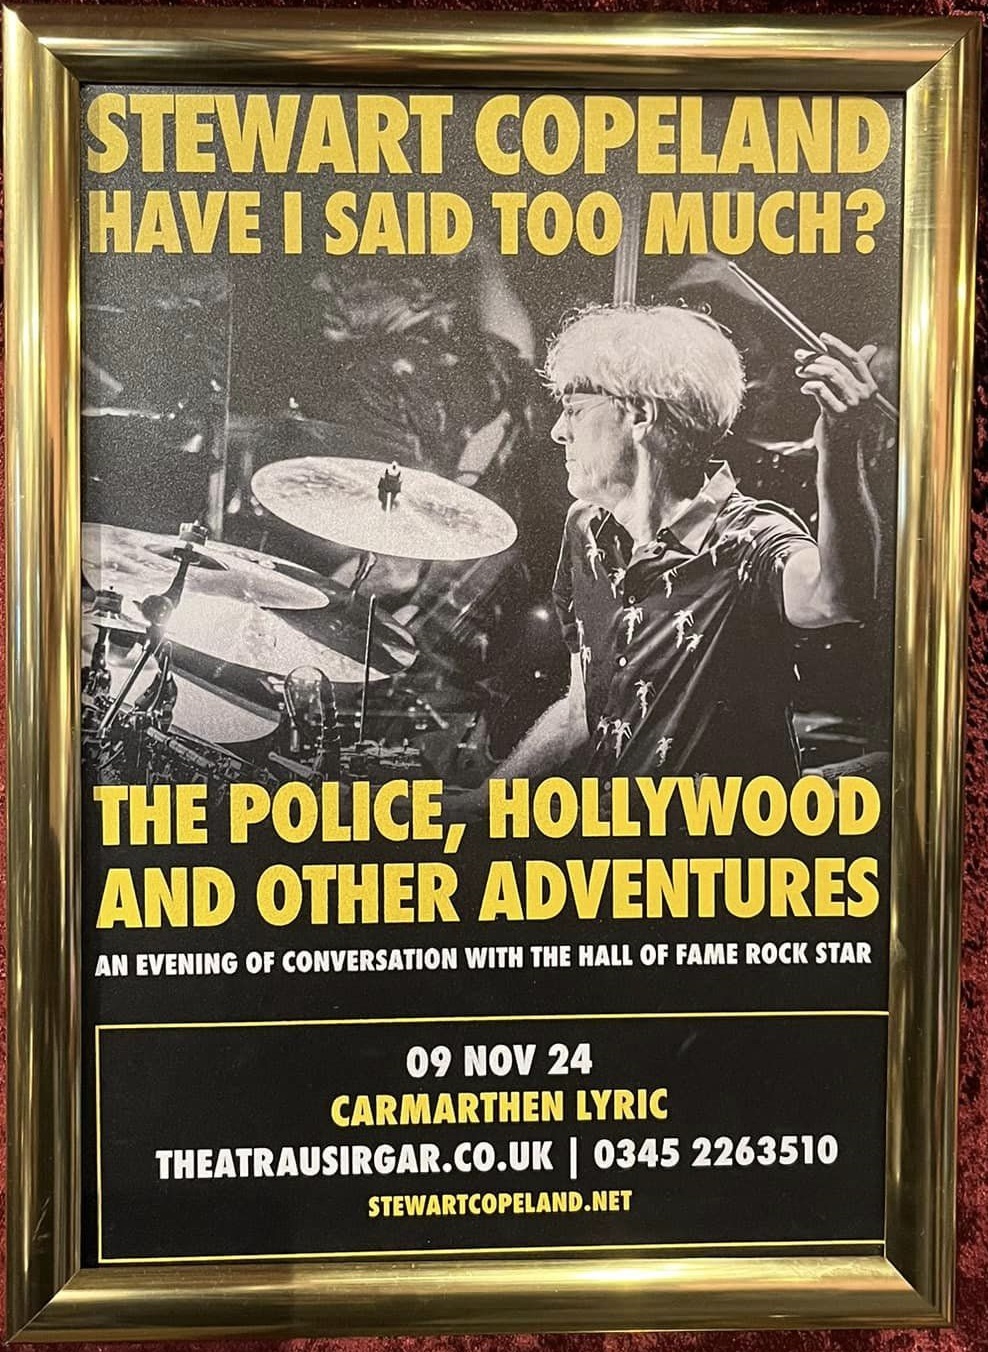 STEWART COPELAND
HAVE I SAID TOO MUCH?
THE POLICE, HOLLYWOOD
AND OTHER ADVENTURES
AN EVENING OF CONVERSATION WITH THE HALL OF FAME ROCK STAR
09 NOV 24
CARMARTHEN LYRIC
THEATRAUSIRGAR.CO.UK | 0345 2263510
STEWARTCOPELAND.NET